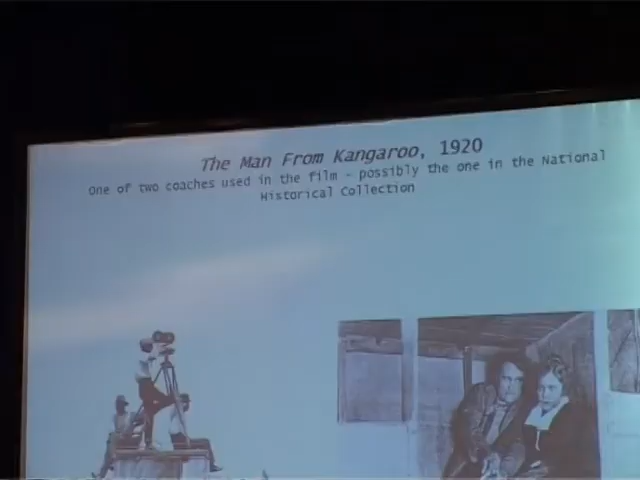 The Man From Kangaroo, 1920
One of two coaches used in the film - possibly the one in the National
Historical Collection